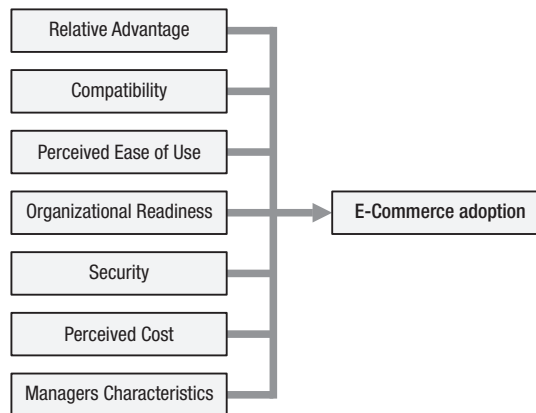 Relative Advantage
Compatibility
Perceived Ease of Use
Organizational Readiness
E-Commerce adoption
Security
Perceived Cost
Managers Characteristics